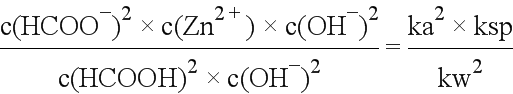 c(HCOO⁻)² × c(Zn²⁺) × c(OH⁻)² / c(HCOOH)² × c(OH⁻)² = ka² × ksp / kw²